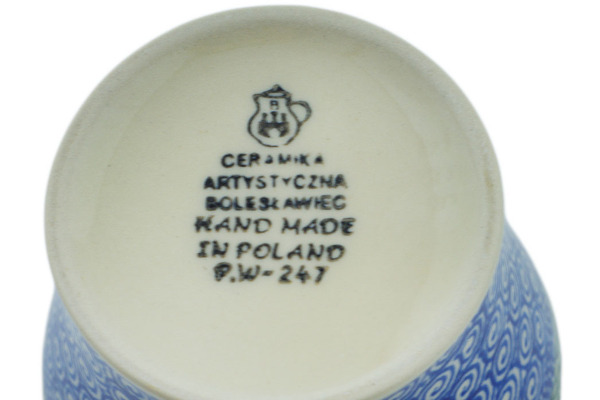 CERAMIKA
ARTYSTYCZNA
BOLESŁAWIEC
HAND MADE
IN POLAND
P.W-247